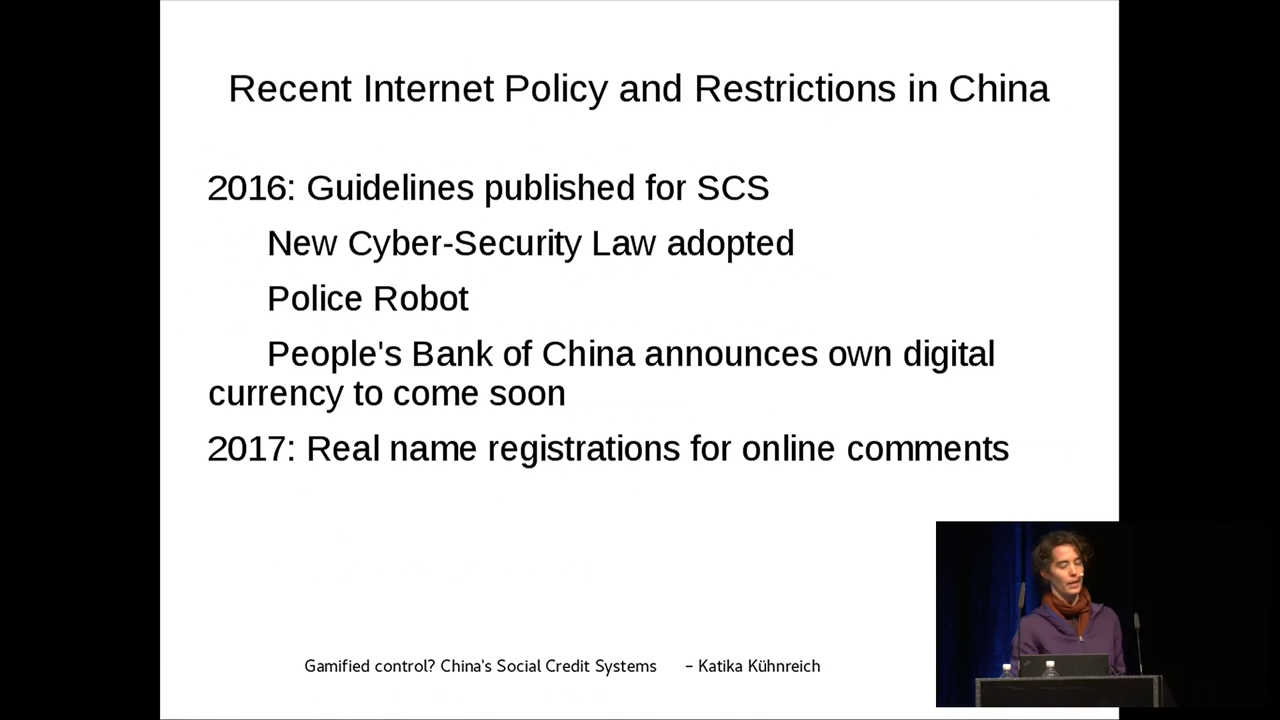 Recent Internet Policy and Restrictions in China
2016: Guidelines published for SCS
New Cyber-Security Law adopted
Police Robot
People's Bank of China announces own digital
currency to come soon
2017: Real name registrations for online comments
Gamified control? China's Social Credit Systems – Katika Kühnreich